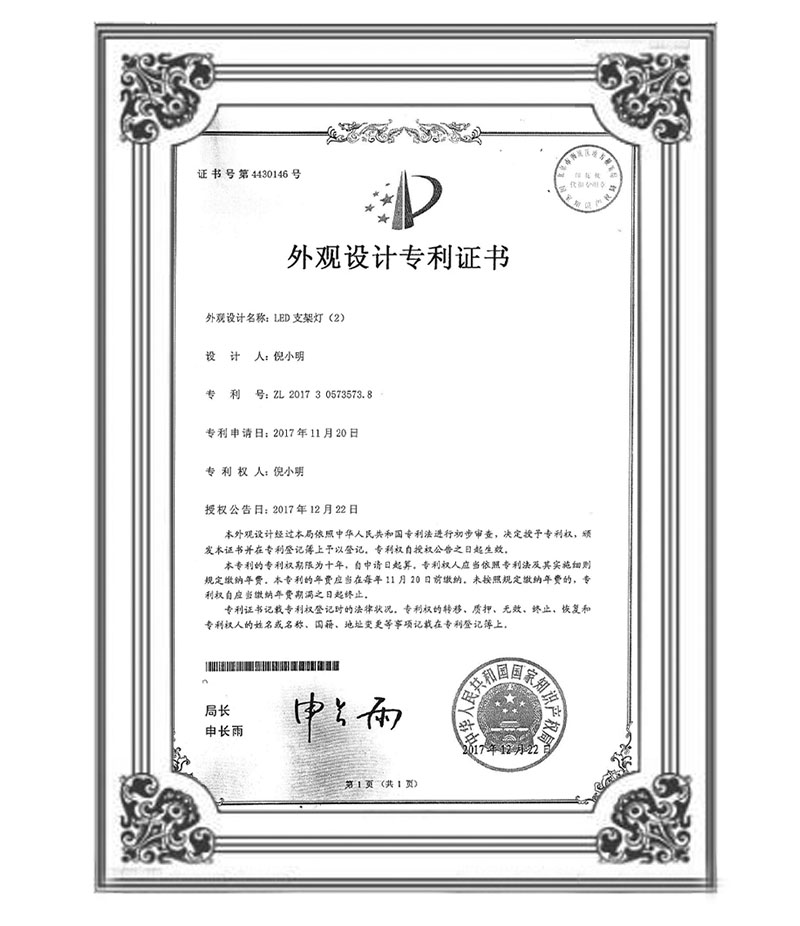 证书号第4430146号
外观设计专利证书
外观设计名称：LED支架灯（2）
设 计 人：倪小明
专 利 号：ZL 2017 3 0573573.8
专利申请日：2017年11月20日
专 利 权 人：倪小明
授权公告日：2017年12月22日
本外观设计经过本局依照中华人民共和国专利法进行初步审查，决定授予专利权，颁
发本证书并在专利登记簿上予以登记。专利权自授权公告之日起生效。
本专利的专利权期限为十年，自申请日起算。专利权人应当依照专利法及其实施细则
规定缴纳年费。本专利的年费应当在每年11月20日前缴纳。未按照规定缴纳年费的，专
利权自应当缴纳年费期满之日起终止。
专利证书记载专利权登记时的法律状况。专利权的转移、质押、无效、终止、恢复和
专利权人的姓名或名称、国籍、地址变更等事项记载在专利登记簿上。
局长
申长雨
申长雨
中华人民共和国国家知识产权局
2017年12月22日
第1页（共1页）